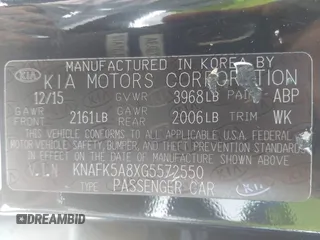 MANUFACTURED IN KOREA BY
KIA KIA MOTORS CORPORATION
12/15 GVWR 3968LB PAINT ABP
GAWR FRONT 2161LB GAWR REAR 2006LB TRIM WK
THIS VEHICLE CONFORMS TO ALL APPLICABLE U.S.A. FEDERAL
MOTOR VEHICLE SAFETY, BUMPER, AND THEFT PREVENTION
STANDARDS IN EFFECT ON THE DATE OF MANUFACTURE SHOWN ABOVE.
V.I.N KNAFK5A8XG5572550
PASSENGER CAR